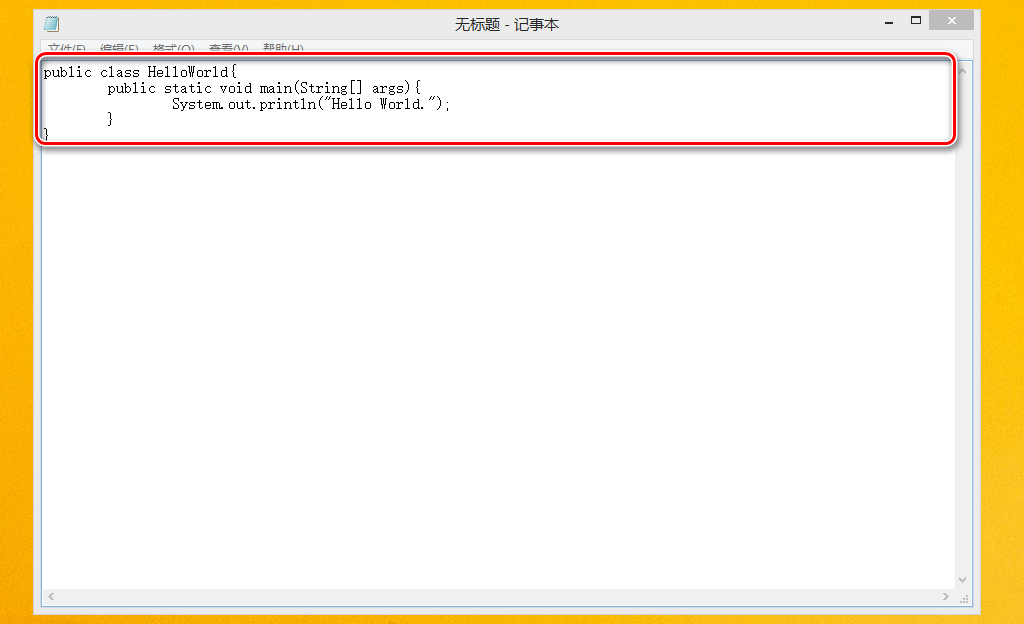 无标题 - 记事本
文件(F) 编辑(E) 格式(O) 查看(V) 帮助(H)
public class HelloWorld{
        public static void main(String[] args){
                System.out.println("Hello World.");
        }
}